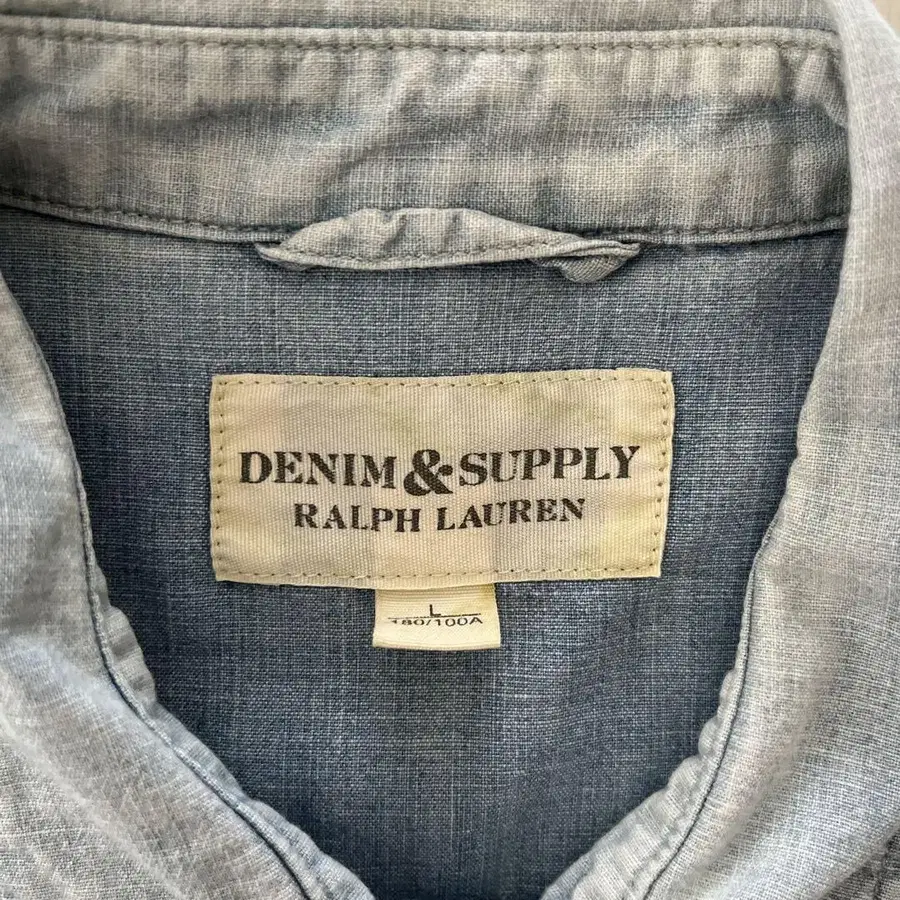 DENIM & SUPPLY
RALPH LAUREN
L
180/100A